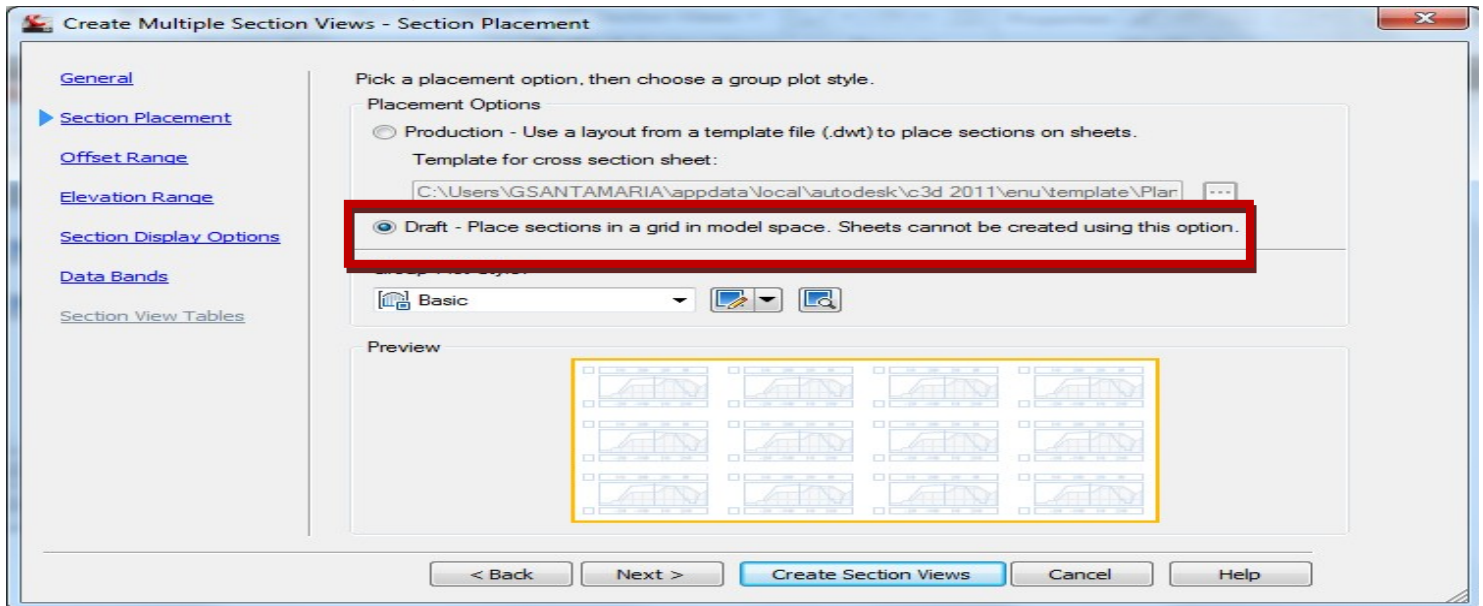 Create Multiple Section Views - Section Placement
General
Section Placement
Offset Range
Elevation Range
Section Display Options
Data Bands
Section View Tables
Pick a placement option, then choose a group plot style.
Placement Options
Production - Use a layout from a template file (.dwt) to place sections on sheets.
Template for cross section sheet:
C:\Users\GSANTAMARIA\appdata\local\autodesk\c3d 2011\enu\template\Plan
Draft - Place sections in a grid in model space. Sheets cannot be created using this option.
Basic
Preview
< Back
Next >
Create Section Views
Cancel
Help